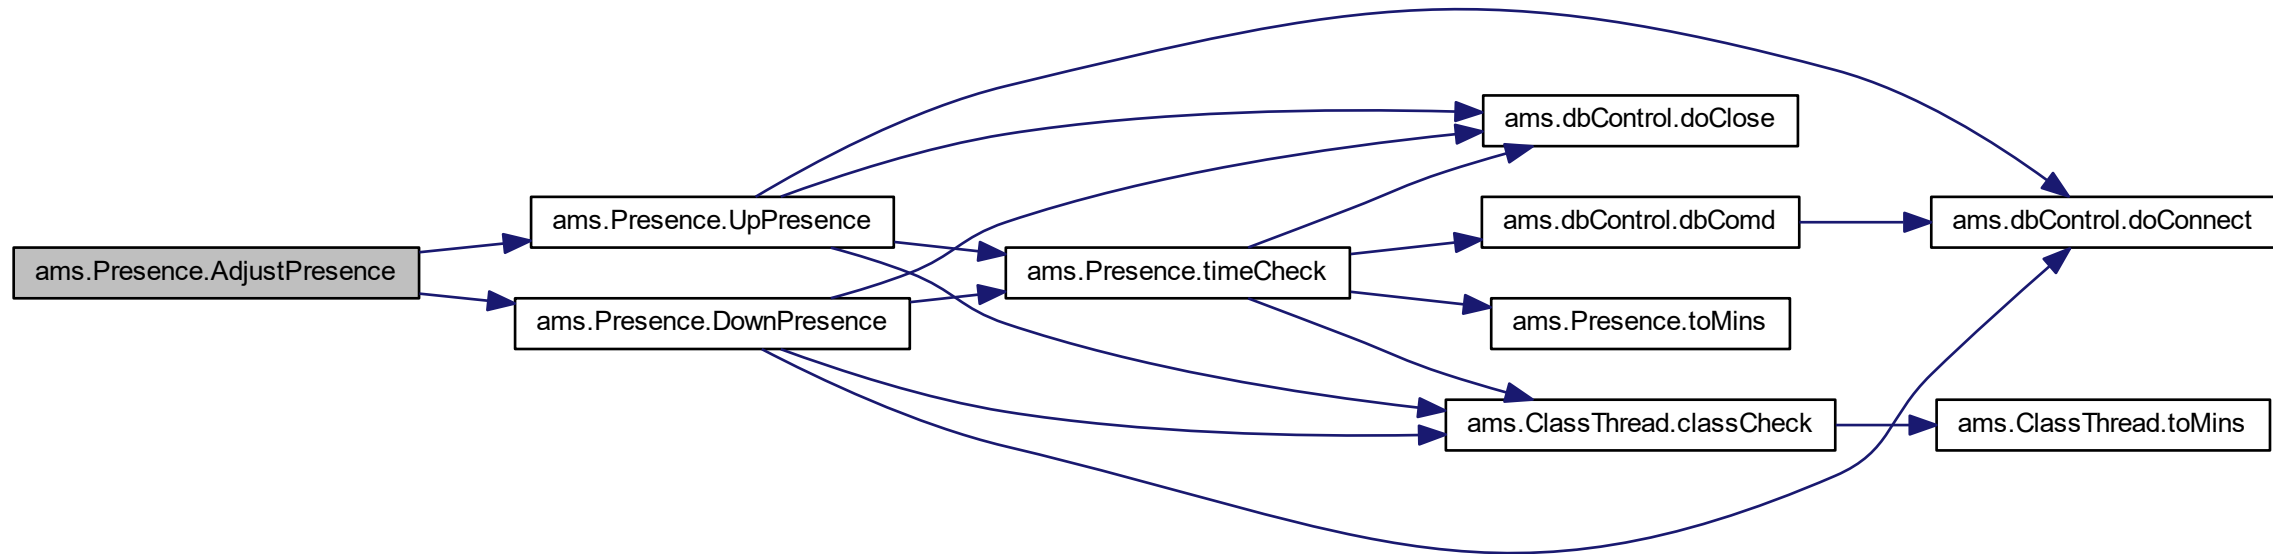 ams.Presence.AdjustPresence
ams.Presence.UpPresence
ams.Presence.DownPresence
ams.Presence.timeCheck
ams.dbControl.doClose
ams.dbControl.dbComd
ams.Presence.toMins
ams.ClassThread.classCheck
ams.dbControl.doConnect
ams.ClassThread.toMins